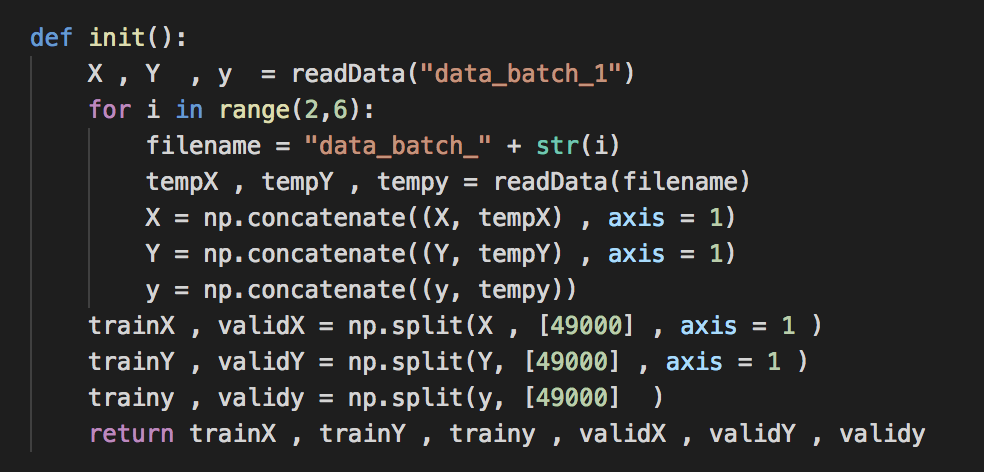 def init():
    X , Y  , y  = readData("data_batch_1")
    for i in range(2,6):
        filename = "data_batch_" + str(i)
        tempX , tempY , tempy = readData(filename)
        X = np.concatenate((X, tempX) , axis = 1)
        Y = np.concatenate((Y, tempY) , axis = 1)
        y = np.concatenate((y, tempy))
    trainX , validX = np.split(X , [49000] , axis = 1 )
    trainY , validY = np.split(Y, [49000] , axis = 1 )
    trainy , validy = np.split(y, [49000]  )
    return trainX , trainY , trainy , validX , validY , validy